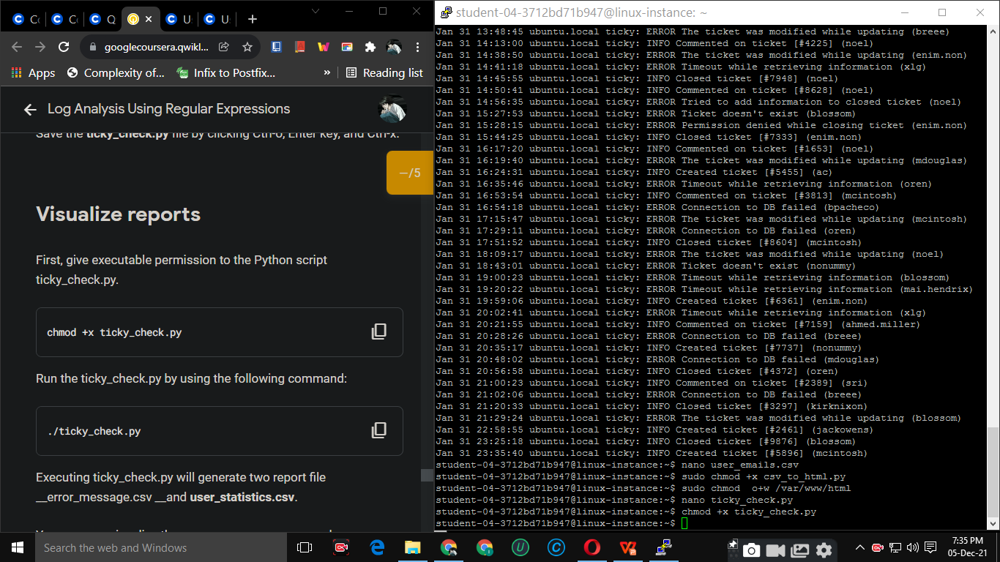 Co
Co
Q
U
U
googlecoursera.qwikl...
Apps
Complexity of...
Infix to Postfix...
»
Reading list
Log Analysis Using Regular Expressions
Save the ticky_check.py file by clicking Ctrl-o, Enter key, and Ctrl-x.
–/5
Visualize reports
First, give executable permission to the Python script
ticky_check.py.
chmod +x ticky_check.py
Run the ticky_check.py by using the following command:
./ticky_check.py
Executing ticky_check.py will generate two report file
__error_message.csv __and user_statistics.csv.
student-04-3712bd71b947@linux-instance: ~
Jan 31 13:48:45 ubuntu.local ticky: ERROR The ticket was modified while updating (breee)
Jan 31 14:13:00 ubuntu.local ticky: INFO Commented on ticket [#4225] (noel)
Jan 31 14:38:50 ubuntu.local ticky: ERROR The ticket was modified while updating (enim.non)
Jan 31 14:41:18 ubuntu.local ticky: ERROR Timeout while retrieving information (xlg)
Jan 31 14:45:55 ubuntu.local ticky: INFO Closed ticket [#7948] (noel)
Jan 31 14:50:41 ubuntu.local ticky: INFO Commented on ticket [#8628] (noel)
Jan 31 14:56:35 ubuntu.local ticky: ERROR Tried to add information to closed ticket (noel)
Jan 31 15:27:53 ubuntu.local ticky: ERROR Ticket doesn't exist (blossom)
Jan 31 15:28:15 ubuntu.local ticky: ERROR Permission denied while closing ticket (enim.non)
Jan 31 15:44:25 ubuntu.local ticky: INFO Closed ticket [#7333] (enim.non)
Jan 31 16:17:20 ubuntu.local ticky: INFO Commented on ticket [#1653] (noel)
Jan 31 16:19:40 ubuntu.local ticky: ERROR The ticket was modified while updating (mdouglas)
Jan 31 16:24:31 ubuntu.local ticky: INFO Created ticket [#5455] (ac)
Jan 31 16:35:46 ubuntu.local ticky: ERROR Timeout while retrieving information (oren)
Jan 31 16:53:54 ubuntu.local ticky: INFO Commented on ticket [#3813] (mcintosh)
Jan 31 16:54:18 ubuntu.local ticky: ERROR Connection to DB failed (bpacheco)
Jan 31 17:15:47 ubuntu.local ticky: ERROR The ticket was modified while updating (mcintosh)
Jan 31 17:29:11 ubuntu.local ticky: ERROR Connection to DB failed (oren)
Jan 31 17:51:52 ubuntu.local ticky: INFO Closed ticket [#8604] (mcintosh)
Jan 31 18:09:17 ubuntu.local ticky: ERROR The ticket was modified while updating (noel)
Jan 31 18:43:01 ubuntu.local ticky: ERROR Ticket doesn't exist (nonummy)
Jan 31 19:00:23 ubuntu.local ticky: ERROR Timeout while retrieving information (blossom)
Jan 31 19:20:22 ubuntu.local ticky: ERROR Timeout while retrieving information (mai.hendrix)
Jan 31 19:59:06 ubuntu.local ticky: INFO Created ticket [#6361] (enim.non)
Jan 31 20:02:41 ubuntu.local ticky: ERROR Timeout while retrieving information (xlg)
Jan 31 20:21:55 ubuntu.local ticky: INFO Commented on ticket [#7159] (ahmed.miller)
Jan 31 20:28:26 ubuntu.local ticky: ERROR Connection to DB failed (breee)
Jan 31 20:35:17 ubuntu.local ticky: INFO Created ticket [#7737] (nonummy)
Jan 31 20:48:02 ubuntu.local ticky: ERROR Connection to DB failed (mdouglas)
Jan 31 20:56:58 ubuntu.local ticky: INFO Closed ticket [#4372] (oren)
Jan 31 21:00:23 ubuntu.local ticky: INFO Commented on ticket [#2389] (sri)
Jan 31 21:02:06 ubuntu.local ticky: ERROR Connection to DB failed (breee)
Jan 31 21:20:33 ubuntu.local ticky: INFO Closed ticket [#3297] (kirknixon)
Jan 31 21:29:24 ubuntu.local ticky: ERROR The ticket was modified while updating (blossom)
Jan 31 22:58:55 ubuntu.local ticky: INFO Created ticket [#2461] (jackowens)
Jan 31 23:25:18 ubuntu.local ticky: INFO Closed ticket [#9876] (blossom)
Jan 31 23:35:40 ubuntu.local ticky: INFO Created ticket [#5896] (mcintosh)
student-04-3712bd71b947@linux-instance:~$ nano user_emails.csv
student-04-3712bd71b947@linux-instance:~$ sudo chmod +x csv_to_html.py
student-04-3712bd71b947@linux-instance:~$ sudo chmod  o+w /var/www/html
student-04-3712bd71b947@linux-instance:~$ nano ticky_check.py
student-04-3712bd71b947@linux-instance:~$ chmod +x ticky_check.py
student-04-3712bd71b947@linux-instance:~$
Search the web and Windows
7:35 PM
05-Dec-21